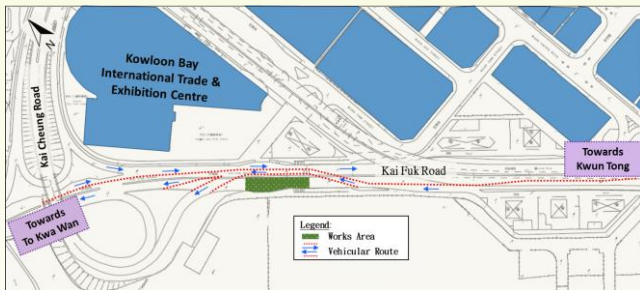 Kowloon Bay
International Trade &
Exhibition Centre
Kai Cheung Road
N
Kai Fuk Road
Towards
Kwun Tong
Towards
To Kwa Wan
Legend:
Works Area
Vehicular Route